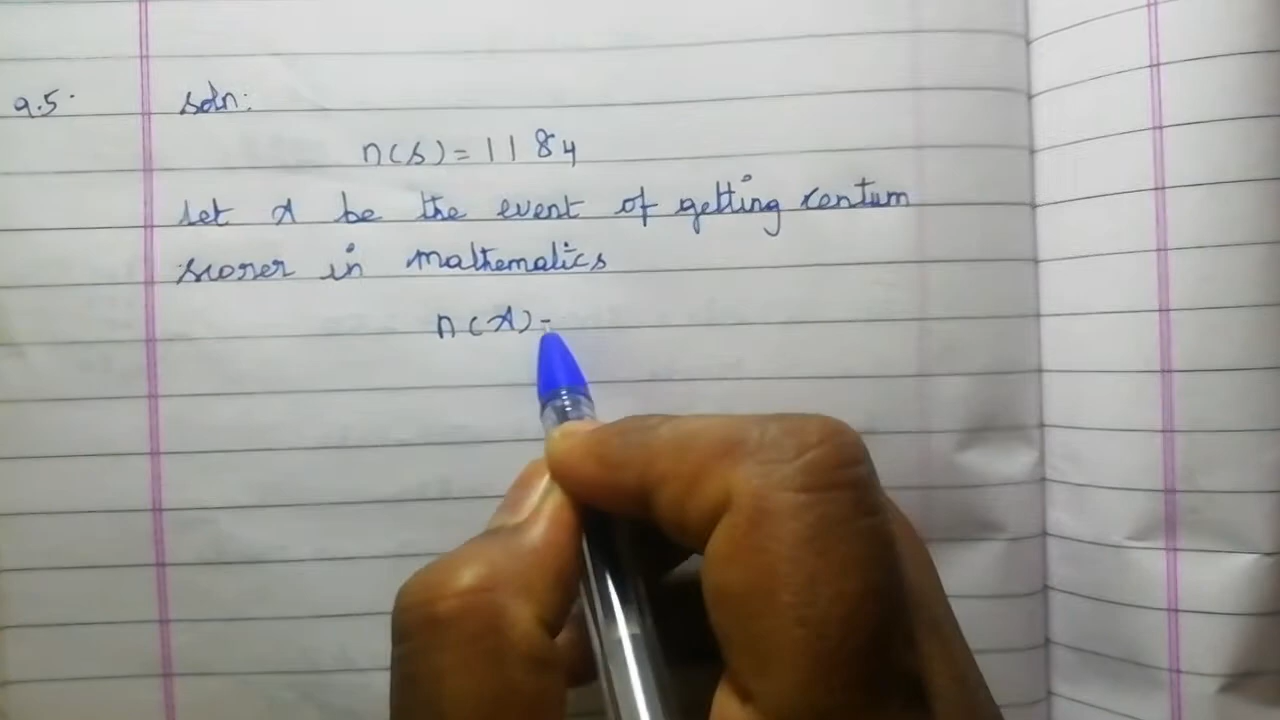 9.5. Soln:
n(S) = 1184
Let A be the event of getting centum
scorer in mathematics
n(A) =